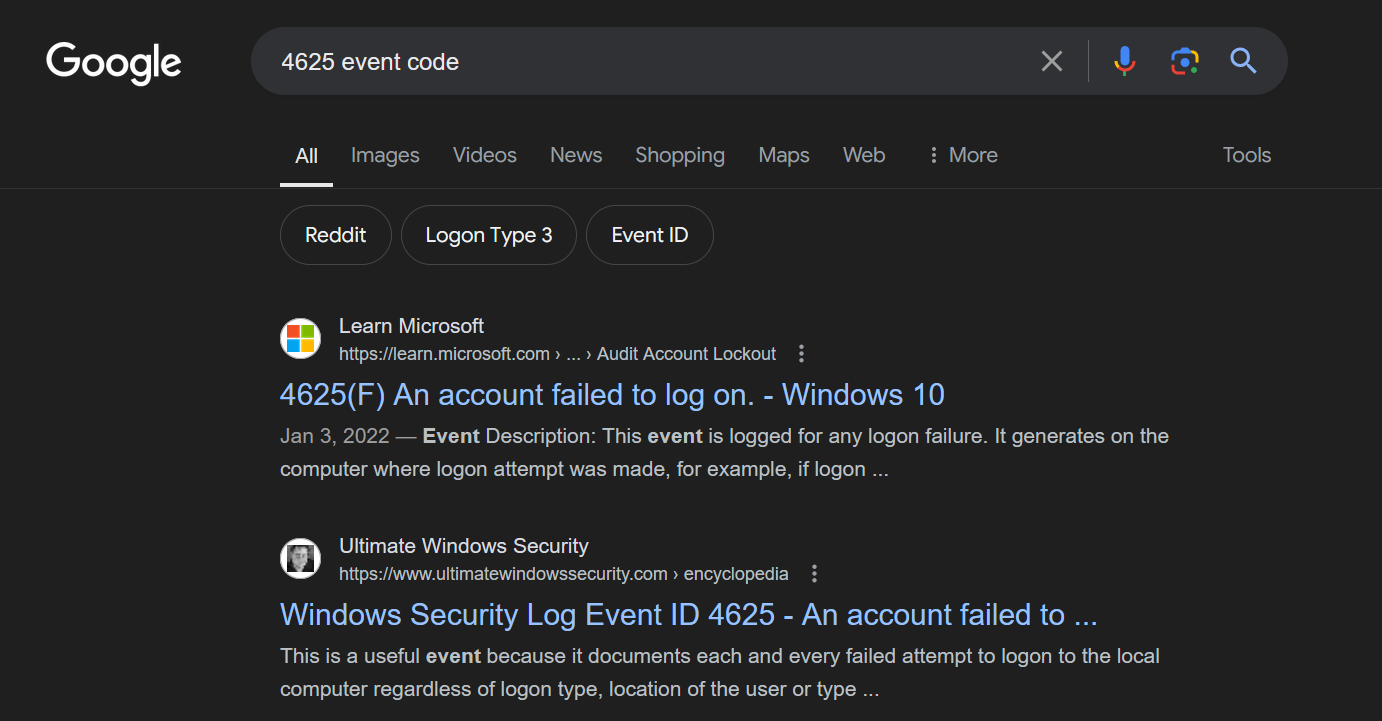 Google
4625 event code
All Images Videos News Shopping Maps Web More Tools
Reddit Logon Type 3 Event ID
Learn Microsoft
https://learn.microsoft.com › ... › Audit Account Lockout
4625(F) An account failed to log on. - Windows 10
Jan 3, 2022 — Event Description: This event is logged for any logon failure. It generates on the
computer where logon attempt was made, for example, if logon ...
Ultimate Windows Security
https://www.ultimatewindowssecurity.com › encyclopedia
Windows Security Log Event ID 4625 - An account failed to ...
This is a useful event because it documents each and every failed attempt to logon to the local
computer regardless of logon type, location of the user or type ...